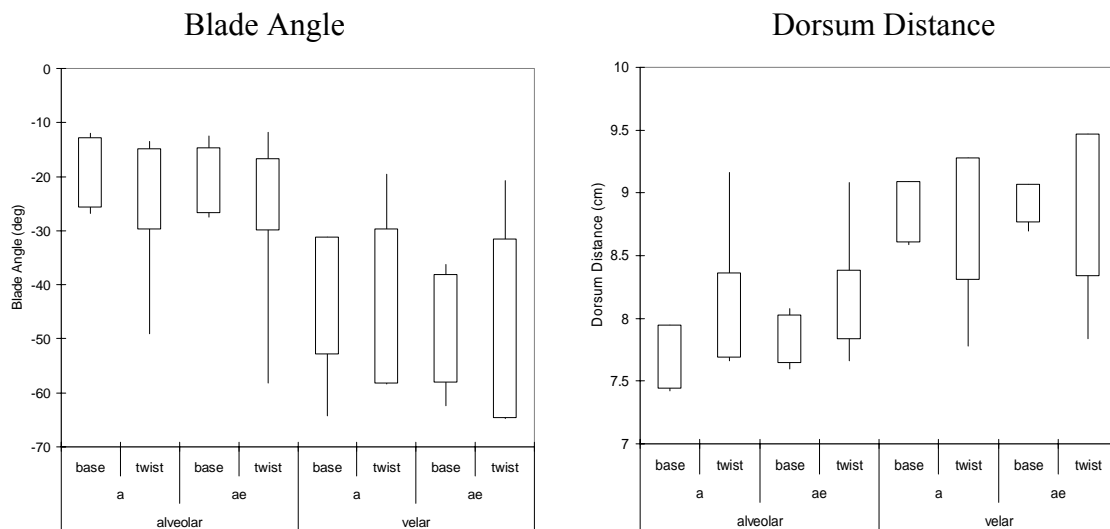 Blade Angle
0
-10
-20
-30
-40
-50
-60
-70
Blade Angle (deg)
base twist base twist base twist base twist
a ae a ae
alveolar velar
Dorsum Distance
10
9.5
9
8.5
8
7.5
7
Dorsum Distance (cm)
base twist base twist base twist base twist
a ae a ae
alveolar velar